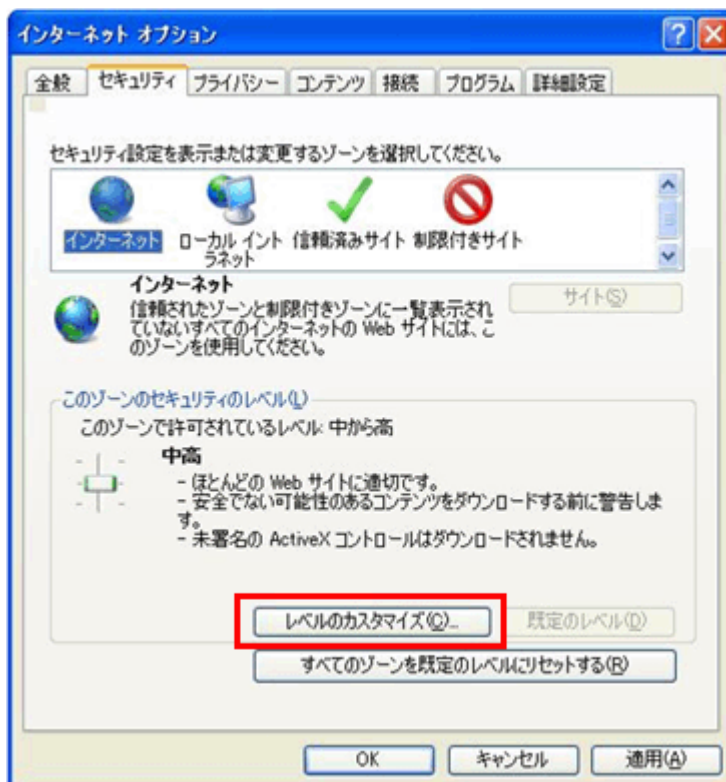 インターネット オプション
全般 セキュリティ プライバシー コンテンツ 接続 プログラム 詳細設定
セキュリティ設定を表示または変更するゾーンを選択してください。
インターネット ローカル イント 信頼済みサイト 制限付きサイト
ラネット
インターネット
サイト(S)
信頼されたゾーンと制限付きゾーンに一覧表示され
ていないすべてのインターネットの Web サイトには、こ
のゾーンを使用してください。
このゾーンのセキュリティのレベル(L)
このゾーンで許可されているレベル: 中から高
中高
- ほとんどの Web サイトに適切です。
- 安全でない可能性のあるコンテンツをダウンロードする前に警告しま
す。
- 未署名の ActiveX コントロールはダウンロードされません。
レベルのカスタマイズ(C)... 既定のレベル(D)
すべてのゾーンを既定のレベルにリセットする(R)
OK キャンセル 適用(A)